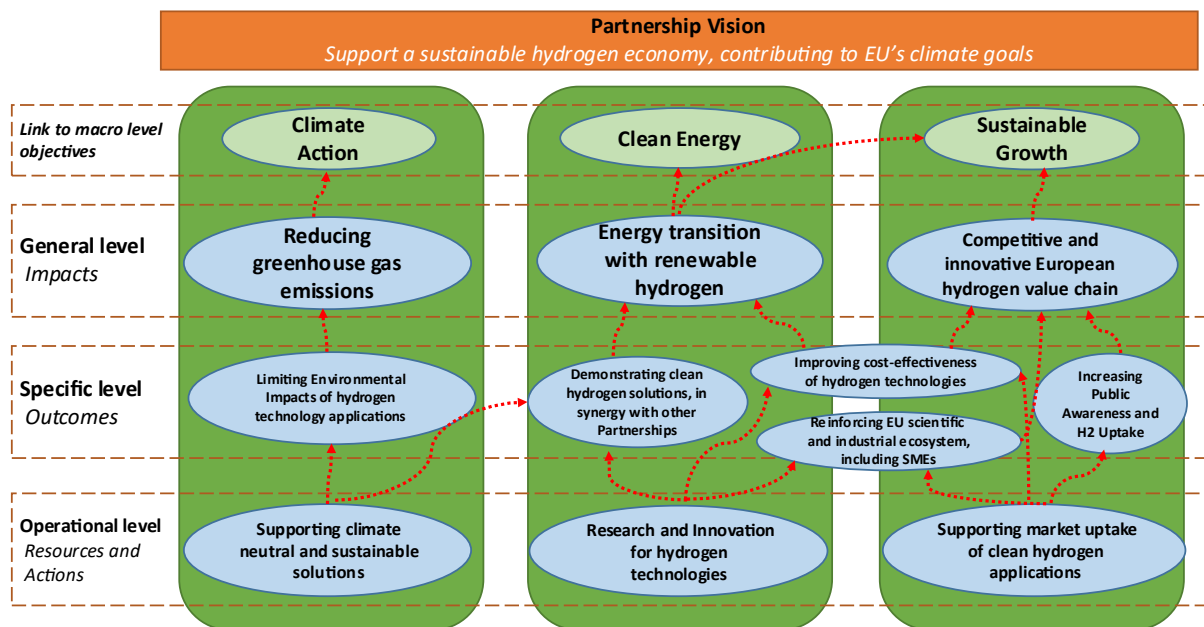 Partnership Vision
Support a sustainable hydrogen economy, contributing to EU's climate goals
Link to macro level
objectives
Climate
Action
Clean Energy
Sustainable
Growth
General level
Impacts
Reducing
greenhouse gas
emissions
Energy transition
with renewable
hydrogen
Competitive and
innovative European
hydrogen value chain
Specific level
Outcomes
Limiting Environmental
Impacts of hydrogen
technology applications
Demonstrating clean
hydrogen solutions, in
synergy with other
Partnerships
Improving cost-effectiveness
of hydrogen technologies
Reinforcing EU scientific
and industrial ecosystem,
including SMEs
Increasing
Public
Awareness and
H2 Uptake
Operational level
Resources and
Actions
Supporting climate
neutral and sustainable
solutions
Research and Innovation
for hydrogen
technologies
Supporting market uptake
of clean hydrogen
applications